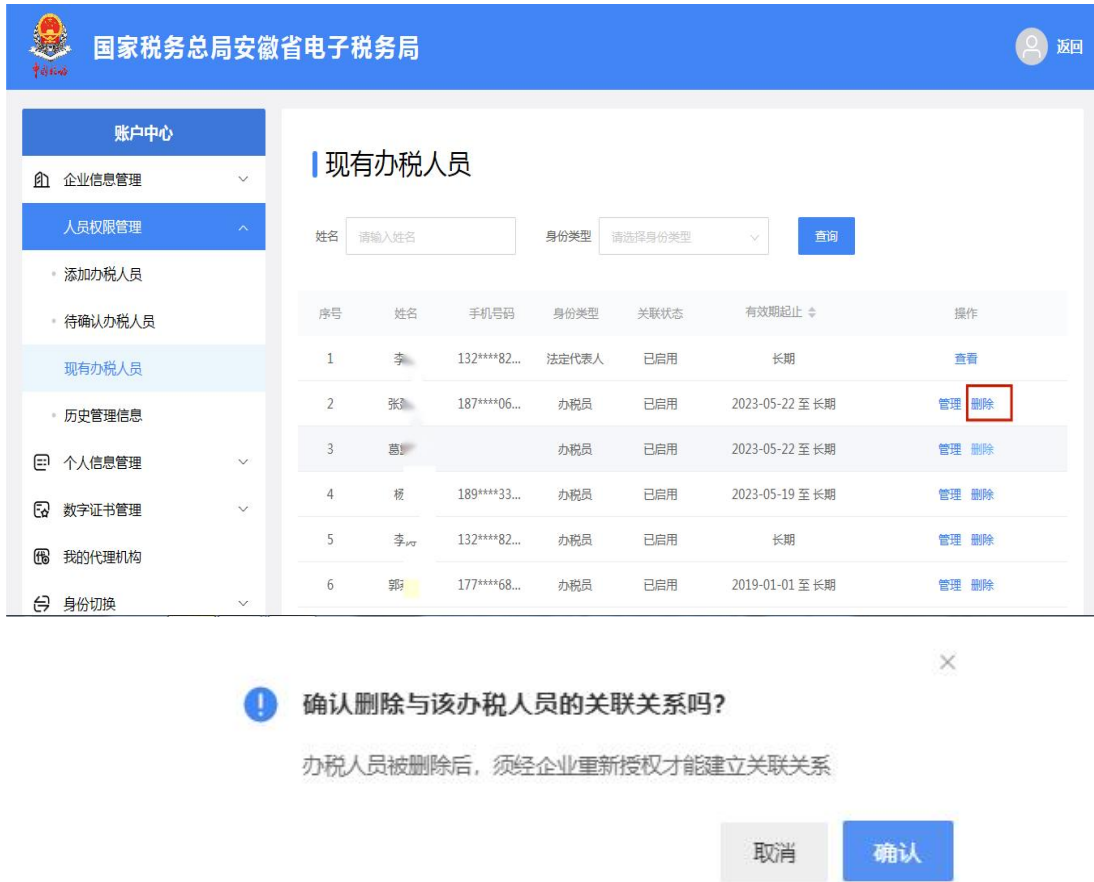 国家税务总局安徽省电子税务局
返回
账户中心
企业信息管理
人员权限管理
添加办税人员
待确认办税人员
现有办税人员
历史管理信息
个人信息管理
数字证书管理
我的代理机构
身份切换
现有办税人员
姓名 请输入姓名 身份类型 请选择身份类型 查询
序号 姓名 手机号码 身份类型 关联状态 有效期起止 操作
1 李 132****82... 法定代表人 已启用 长期 查看
2 张 187****06... 办税员 已启用 2023-05-22 至 长期 管理 删除
3 葛 办税员 已启用 2023-05-22 至 长期 管理 删除
4 杨 189****33... 办税员 已启用 2023-05-19 至 长期 管理 删除
5 李 132****82... 办税员 已启用 长期 管理 删除
6 郭 177****68... 办税员 已启用 2019-01-01 至 长期 管理 删除
确认删除与该办税人员的关联关系吗?
办税人员被删除后，须经企业重新授权才能建立关联关系
取消 确认